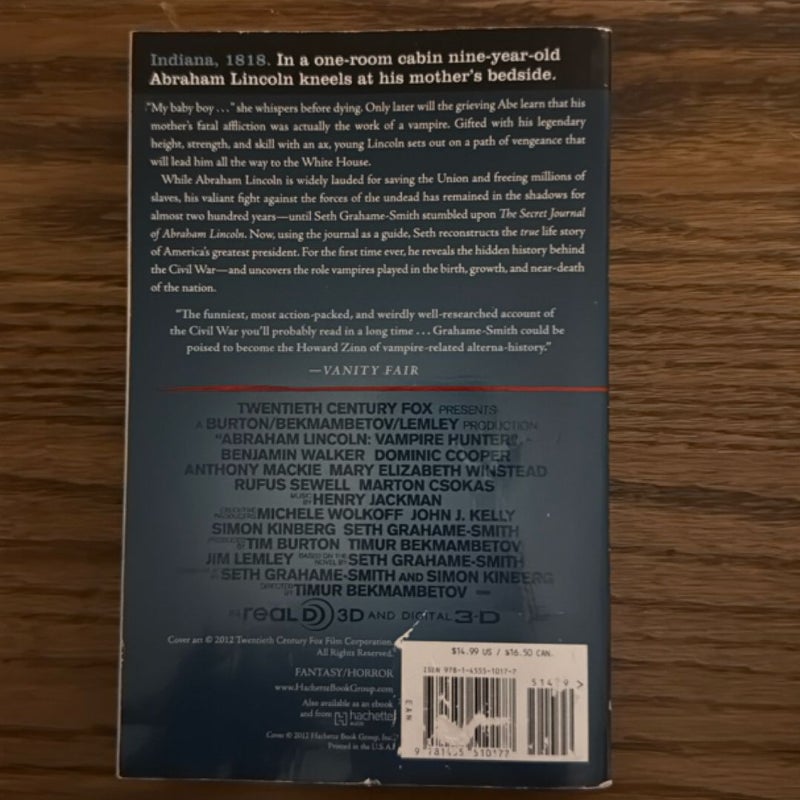 Indiana, 1818. In a one-room cabin nine-year-old
Abraham Lincoln kneels at his mother's bedside.
"My baby boy . . ." she whispers before dying. Only later will the grieving Abe learn that his
mother's fatal affliction was actually the work of a vampire. Gifted with his legendary
height, strength, and skill with an ax, young Lincoln sets out on a path of vengeance that
will lead him all the way to the White House.
While Abraham Lincoln is widely lauded for saving the Union and freeing millions of
slaves, his valiant fight against the forces of the undead has remained in the shadows for
almost two hundred years—until Seth Grahame-Smith stumbled upon The Secret Journal
of Abraham Lincoln. Now, using the journal as a guide, Seth reconstructs the true life story
of America's greatest president. For the first time ever, he reveals the hidden history behind
the Civil War—and uncovers the role vampires played in the birth, growth, and near-death
of the nation.
"The funniest, most action-packed, and weirdly well-researched account of
the Civil War you'll probably read in a long time . . . Grahame-Smith could be
poised to become the Howard Zinn of vampire-related alterna-history."
—VANITY FAIR
TWENTIETH CENTURY FOX PRESENTS
A BURTON/BEKMAMBETOV/LEMLEY PRODUCTION
"ABRAHAM LINCOLN: VAMPIRE HUNTER"
BENJAMIN WALKER DOMINIC COOPER
ANTHONY MACKIE MARY ELIZABETH WINSTEAD
RUFUS SEWELL MARTON CSOKAS
MUSIC BY HENRY JACKMAN
EXECUTIVE PRODUCERS MICHELE WOLKOFF JOHN J. KELLY
SIMON KINBERG SETH GRAHAME-SMITH
PRODUCED BY TIM BURTON TIMUR BEKMAMBETOV
JIM LEMLEY BASED ON THE NOVEL BY SETH GRAHAME-SMITH
SETH GRAHAME-SMITH AND SIMON KINBERG
DIRECTED BY TIMUR BEKMAMBETOV
IN REAL D 3D AND DIGITAL 3-D
Cover art © 2012 Twentieth Century Fox Film Corporation.
All Rights Reserved.
FANTASY/HORROR
www.HachetteBookGroup.com
Also available as an ebook
and from hachette
AUDIO
Cover © 2012 Hachette Book Group, Inc.
Printed in the U.S.A.
$14.99 US / $16.50 CAN.
ISBN 978-1-4555-1017-7
EAN